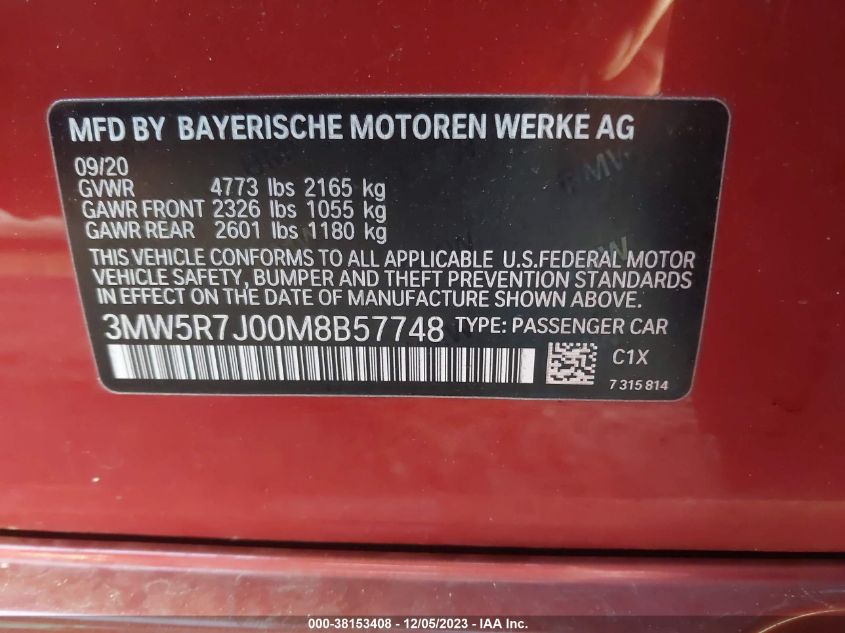 MFD BY BAYERISCHE MOTOREN WERKE AG
09/20
GVWR 4773 lbs 2165 kg
GAWR FRONT 2326 lbs 1055 kg
GAWR REAR 2601 lbs 1180 kg
THIS VEHICLE CONFORMS TO ALL APPLICABLE U.S.FEDERAL MOTOR
VEHICLE SAFETY, BUMPER AND THEFT PREVENTION STANDARDS
IN EFFECT ON THE DATE OF MANUFACTURE SHOWN ABOVE.
3MW5R7J00M8B57748 TYPE: PASSENGER CAR
C1X
7 315 814
000-38153408 - 12/05/2023 - IAA Inc.